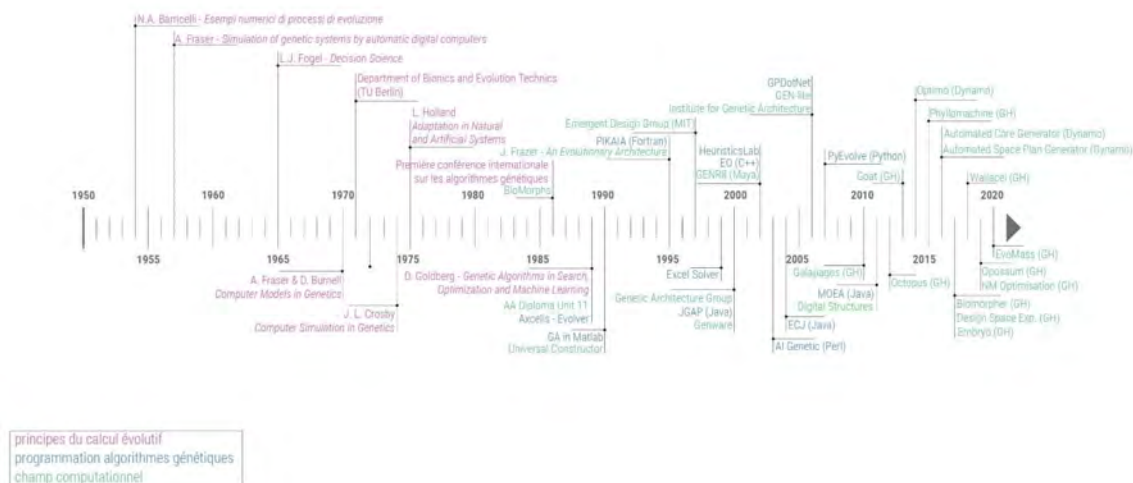 N.A. Barricelli - Esempi numerici di processi di evoluzione
A. Fraser - Simulation of genetic systems by automatic digital computers
L.J. Fogel - Decision Science
Department of Bionics and Evolution Technics
(TU Berlin)
L. Holland
Adaptation in Natural
and Artificial Systems
Première conférence internationale
sur les algorithmes génétiques
BioMorphs
Emergent Design Group (MIT)
PIKAIA (Fortran)
J. Frazer - An Evolutionary Architecture
GPDotNet
GEN-like
Institute for Genetic Architecture
HeuristicsLab
EO (C++)
GENR8 (Maya)
PyEvolve (Python)
Goat (GH)
Optimo (Dynamo)
Phyllomachine (GH)
Automated Core Generator (Dynamo)
Automated Space Plan Generator (Dynamo)
Wallacei (GH)
1950
1960
1970
1980
1990
2000
2010
2020
1955
1965
1975
1985
1995
2005
2015
A. Fraser & D. Burnell
Computer Models in Genetics
J. L. Crosby
Computer Simulation in Genetics
D. Goldberg - Genetic Algorithms in Search,
Optimization and Machine Learning
AA Diploma Unit 11
Axcelis - Evolver
GA in Matlab
Universal Constructor
Excel Solver
Genetic Architecture Group
JGAP (Java)
Genware
Galapagos (GH)
MOEA (Java)
Digital Structures
ECJ (Java)
AI Genetic (Perl)
Octopus (GH)
EvoMass (GH)
Opossum (GH)
NM Optimisation (GH)
Biomorpher (GH)
Design Space Exp. (GH)
Embryo (GH)
principes du calcul évolutif
programmation algorithmes génétiques
champ computationnel